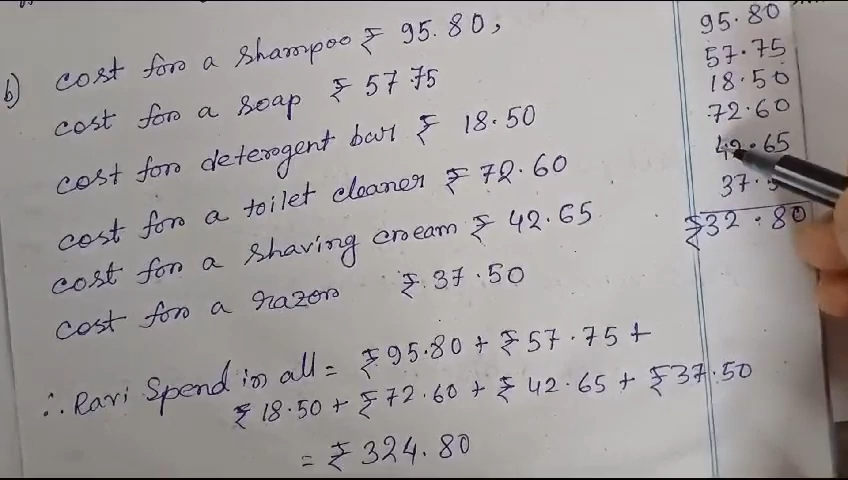 b) cost for a shampoo ₹ 95.80,
cost for a soap ₹ 57.75
cost for detergent bar ₹ 18.50
cost for a toilet cleaner ₹ 72.60
cost for a shaving cream ₹ 42.65
cost for a razon ₹ 37.50
∴ Ravi Spend in all = ₹ 95.80 + ₹ 57.75 +
₹ 18.50 + ₹ 72.60 + ₹ 42.65 + ₹ 37.50
= ₹ 324.80
95.80
57.75
18.50
72.60
42.65
37.5
₹32.80